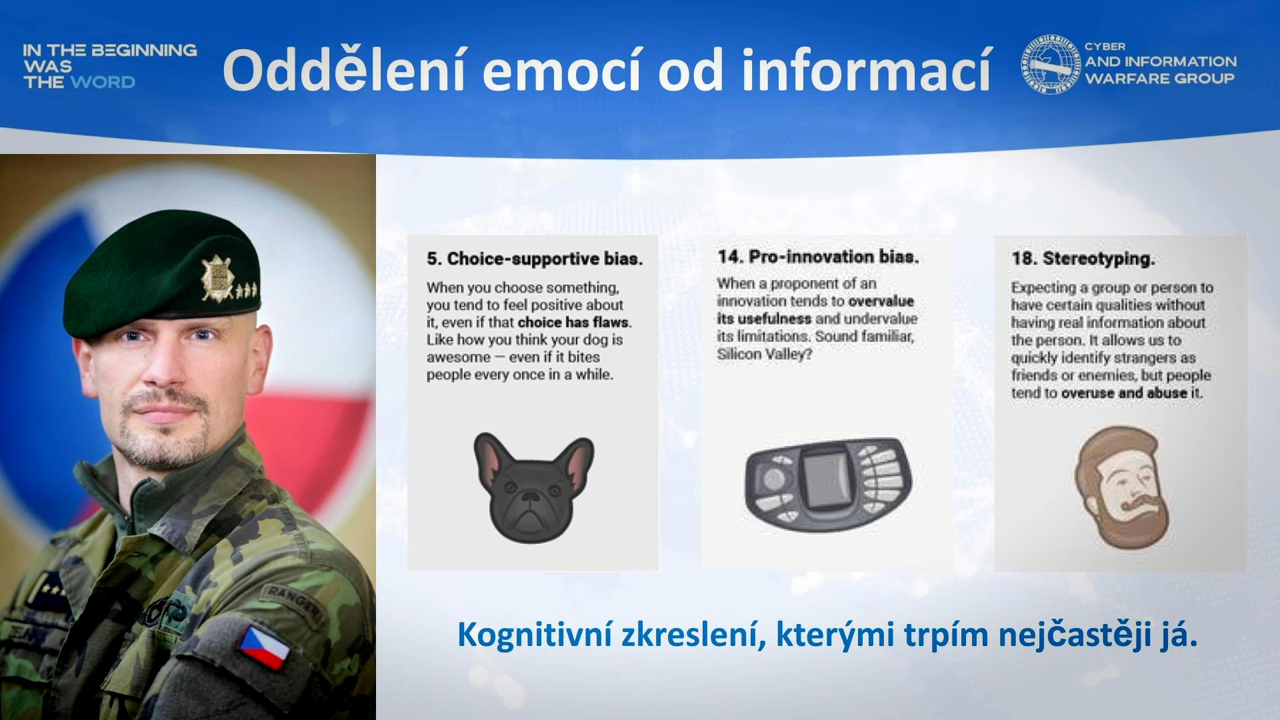 IN THE BEGINNING
WAS
THE WORD
Oddělení emocí od informací
CYBER
AND INFORMATION
WARFARE GROUP
5. Choice-supportive bias.
When you choose something,
you tend to feel positive about
it, even if that choice has flaws.
Like how you think your dog is
awesome — even if it bites
people every once in a while.
14. Pro-innovation bias.
When a proponent of an
innovation tends to overvalue
its usefulness and undervalue
its limitations. Sound familiar,
Silicon Valley?
18. Stereotyping.
Expecting a group or person to
have certain qualities without
having real information about
the person. It allows us to
quickly identify strangers as
friends or enemies, but people
tend to overuse and abuse it.
RANGER
Kognitivní zkreslení, kterými trpím nejčastěji já.